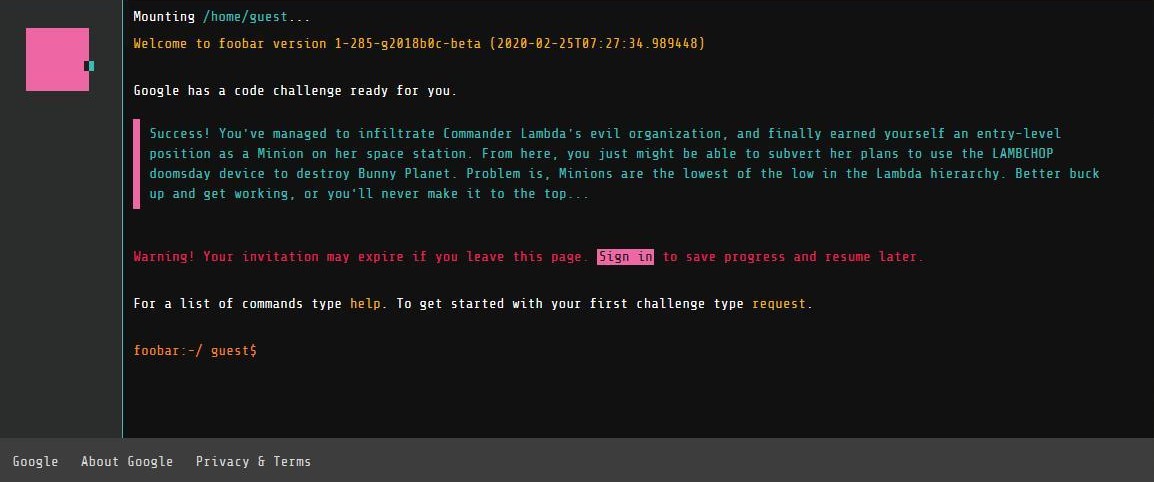 Mounting /home/guest...
Welcome to foobar version 1-285-g2018b0c-beta (2020-02-25T07:27:34.989448)
Google has a code challenge ready for you.
Success! You've managed to infiltrate Commander Lambda's evil organization, and finally earned yourself an entry-level
position as a Minion on her space station. From here, you just might be able to subvert her plans to use the LAMBCHOP
doomsday device to destroy Bunny Planet. Problem is, Minions are the lowest of the low in the Lambda hierarchy. Better buck
up and get working, or you'll never make it to the top...
Warning! Your invitation may expire if you leave this page. Sign in to save progress and resume later.
For a list of commands type help. To get started with your first challenge type request.
foobar:~/ guest$
Google About Google Privacy & Terms